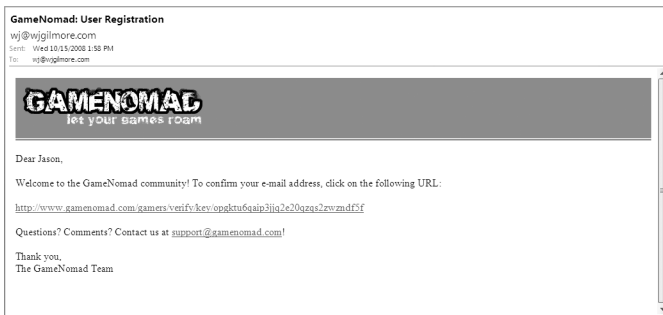 GameNomad: User Registration
wj@wjgilmore.com
Sent: Wed 10/15/2008 1:58 PM
To: wj@wjgilmore.com
GAMENOMAD
let your games roam
Dear Jason,
Welcome to the GameNomad community! To confirm your e-mail address, click on the following URL:
http://www.gamenomad.com/gamers/verify/key/opgktu6qaip3jjq2e20qzqs2zwzndf5f
Questions? Comments? Contact us at support@gamenomad.com!
Thank you,
The GameNomad Team